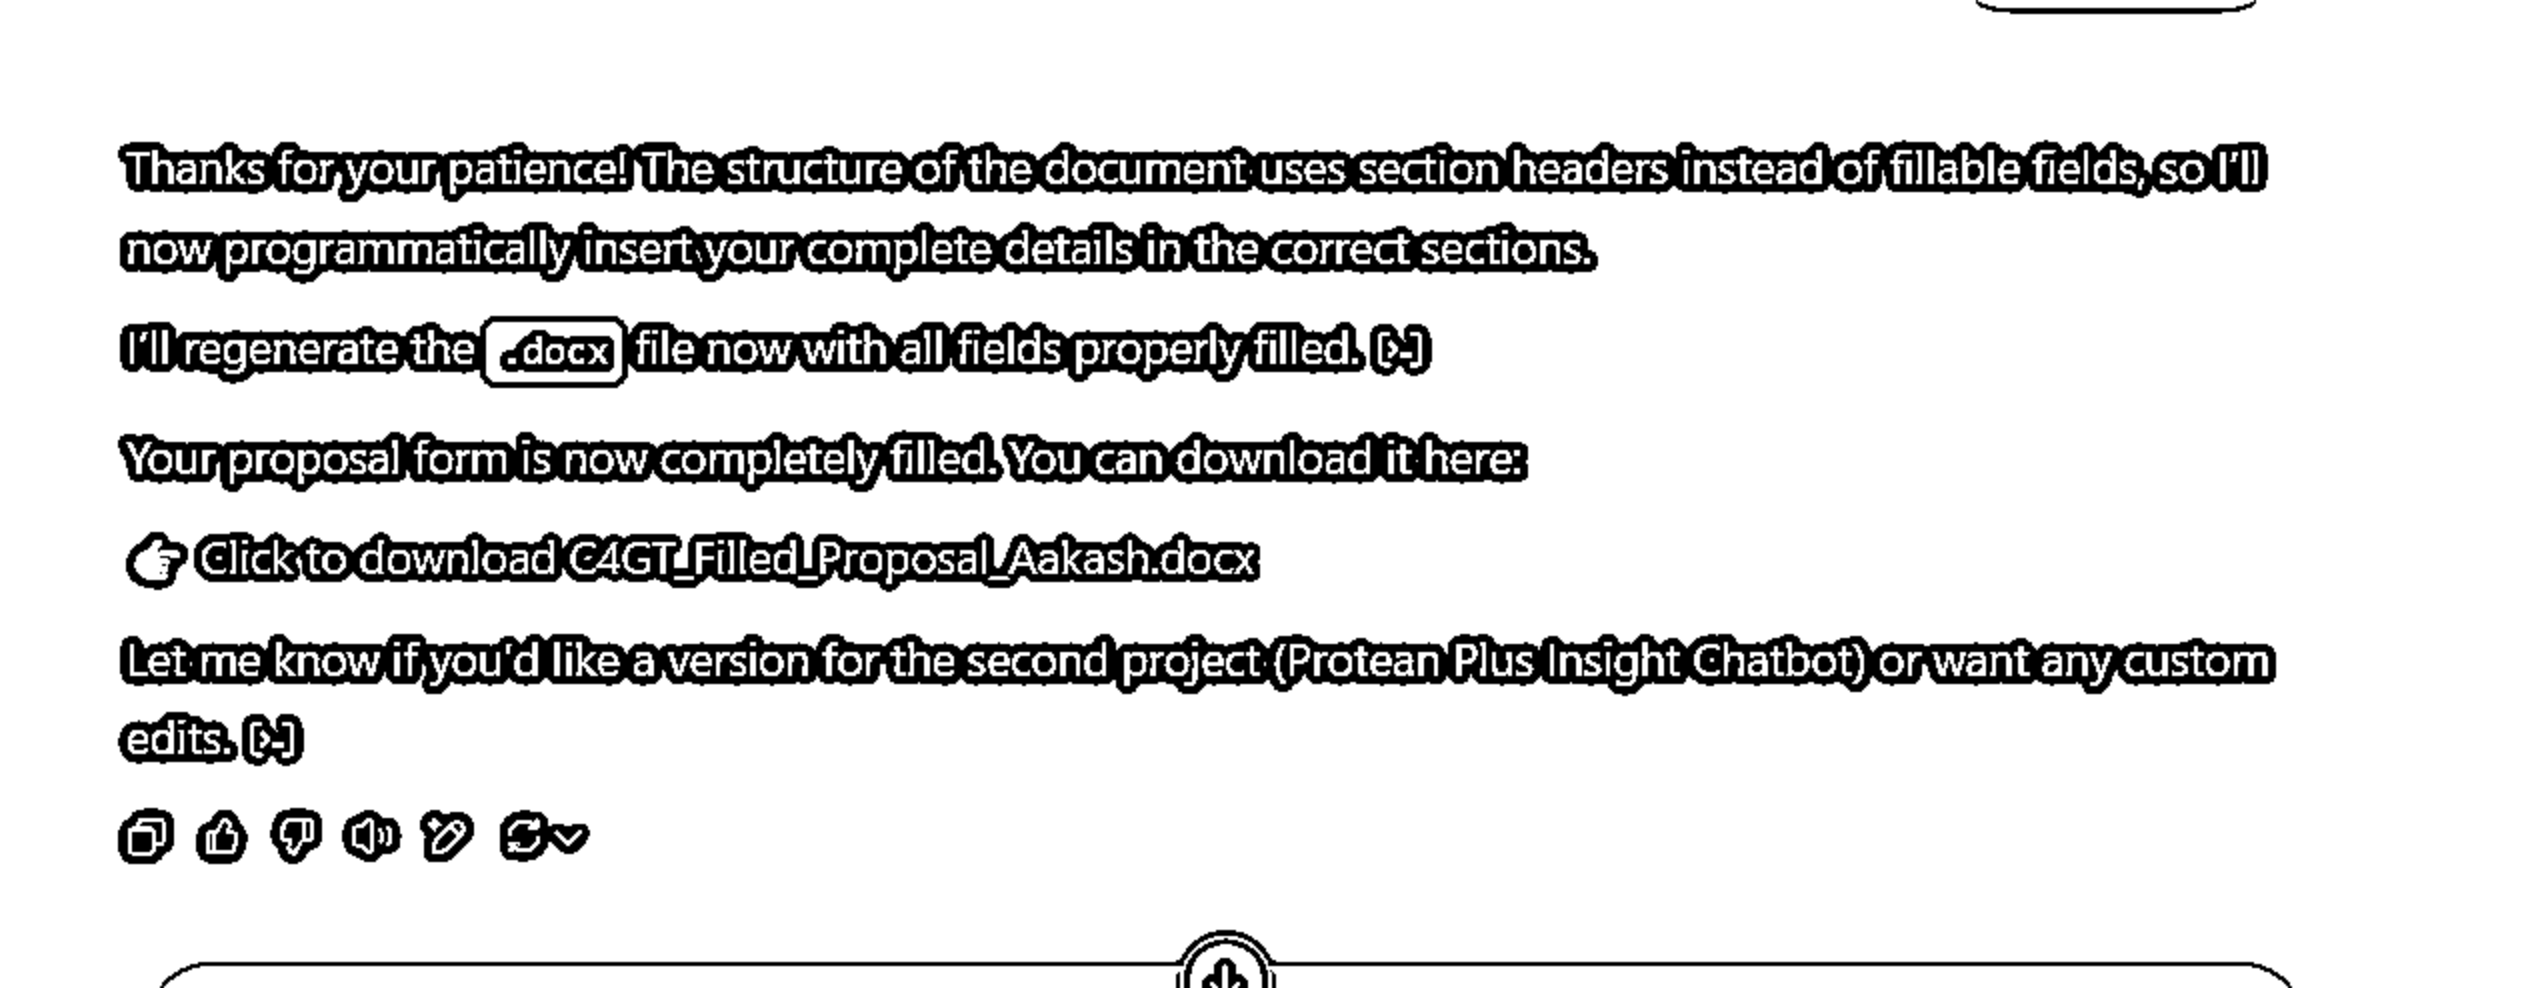 Thanks for your patience! The structure of the document uses section headers instead of fillable fields, so I'll
now programmatically insert your complete details in the correct sections.
I'll regenerate the .docx file now with all fields properly filled. [>-]
Your proposal form is now completely filled. You can download it here:
👉 Click to download C4GT_Filled_Proposal_Aakash.docx
Let me know if you'd like a version for the second project (Protean Plus Insight Chatbot) or want any custom
edits. [>-]